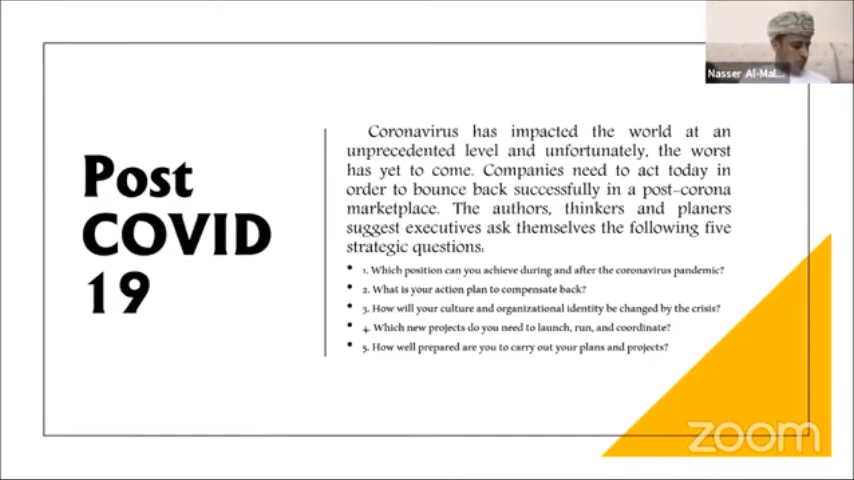 Nasser Al-Mal...
Post
COVID
19
Coronavirus has impacted the world at an
unprecedented level and unfortunately, the worst
has yet to come. Companies need to act today in
order to bounce back successfully in a post-corona
marketplace. The authors, thinkers and planers
suggest executives ask themselves the following five
strategic questions:
• 1. Which position can you achieve during and after the coronavirus pandemic?
• 2. What is your action plan to compensate back?
• 3. How will your culture and organizational identity be changed by the crisis?
• 4. Which new projects do you need to launch, run, and coordinate?
• 5. How well prepared are you to carry out your plans and projects?
zoom